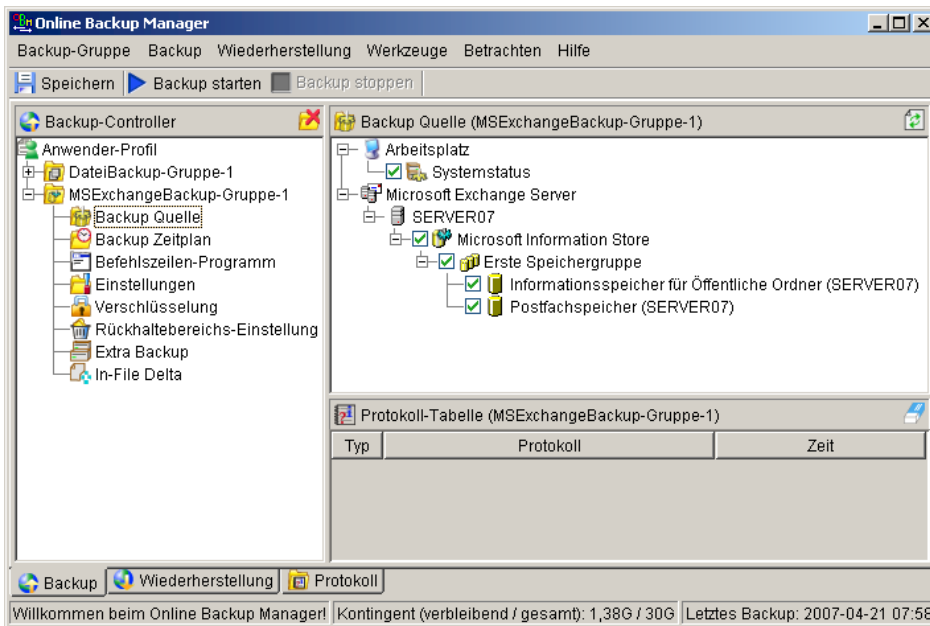 Online Backup Manager
Backup-Gruppe Backup Wiederherstellung Werkzeuge Betrachten Hilfe
Speichern Backup starten Backup stoppen
Backup-Controller
Anwender-Profil
DateiBackup-Gruppe-1
MSExchangeBackup-Gruppe-1
Backup Quelle
Backup Zeitplan
Befehlszeilen-Programm
Einstellungen
Verschlüsselung
Rückhaltebereichs-Einstellung
Extra Backup
In-File Delta
Backup Quelle (MSExchangeBackup-Gruppe-1)
Arbeitsplatz
Systemstatus
Microsoft Exchange Server
SERVER07
Microsoft Information Store
Erste Speichergruppe
Informationsspeicher für Öffentliche Ordner (SERVER07)
Postfachspeicher (SERVER07)
Protokoll-Tabelle (MSExchangeBackup-Gruppe-1)
Typ Protokoll Zeit
Backup Wiederherstellung Protokoll
Willkommen beim Online Backup Manager! Kontingent (verbleibend / gesamt): 1,38G / 30G Letztes Backup: 2007-04-21 07:58